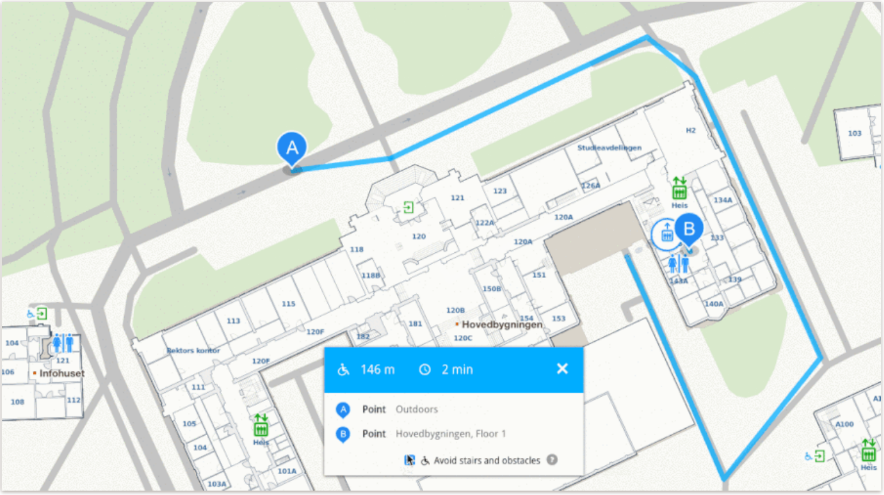 A
H2
Studieavdelingen
103
126A
Heis
134A
123
121
122A
120A
120
120A
B
133
118
118B
151
143A
139
150B
140A
115
120B
154
153
113
181
Hovedbygningen
120F
182
120C
Rektors kontor
104
121
120F
106
Infohuset
111
108
112
105
Heis
104
103A
101A
A100
Heis
146 m
2 min
A Point Outdoors
B Point Hovedbygningen, Floor 1
Avoid stairs and obstacles ?